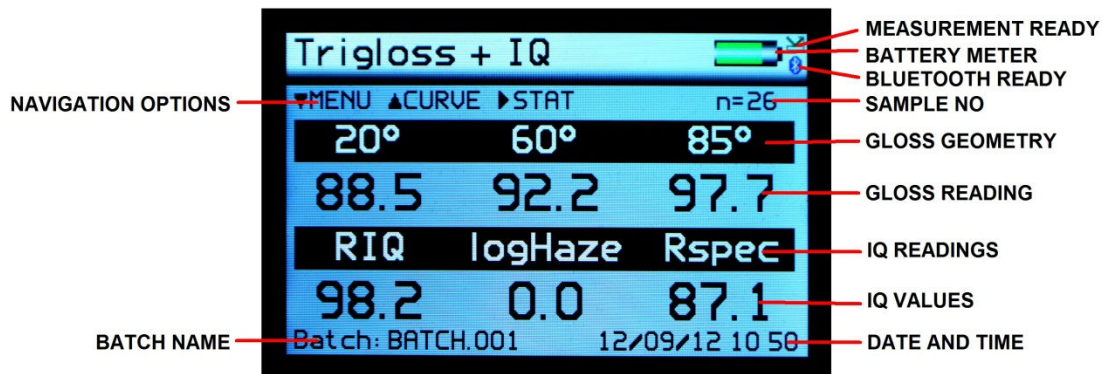 MEASUREMENT READY
Trigloss + IQ
BATTERY METER
BLUETOOTH READY
NAVIGATION OPTIONS
▼MENU ▲CURVE ▶STAT n=26
SAMPLE NO
20° 60° 85°
GLOSS GEOMETRY
88.5 92.2 97.7
GLOSS READING
RIQ logHaze Rspec
IQ READINGS
98.2 0.0 87.1
IQ VALUES
BATCH NAME
Batch: BATCH.001 12/09/12 10 50
DATE AND TIME